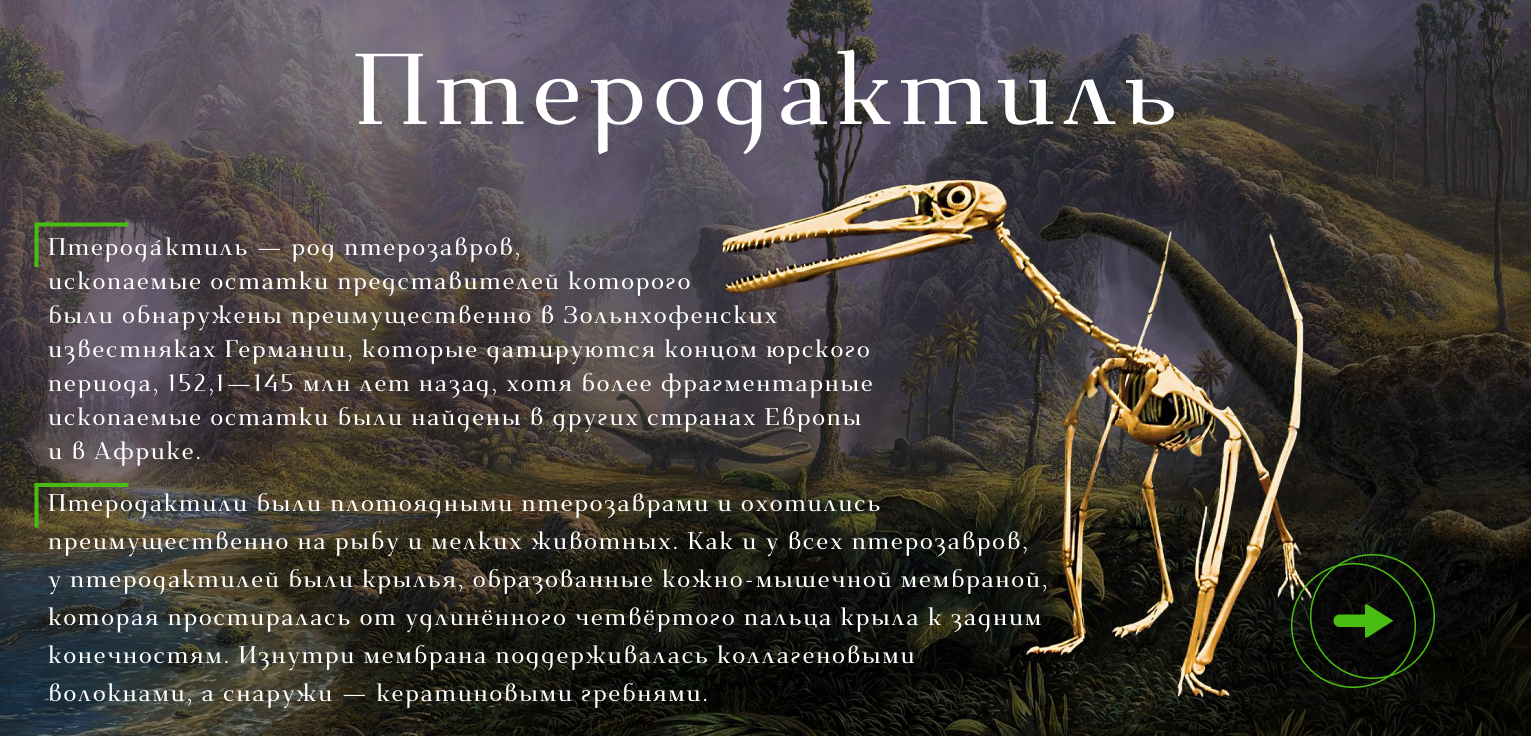 Птеродактиль
Птерода́ктиль — род птерозавров,
ископаемые остатки представителей которого
были обнаружены преимущественно в Зольнхофенских
известняках Германии, которые датируются концом юрского
периода, 152,1—145 млн лет назад, хотя более фрагментарные
ископаемые остатки были найдены в других странах Европы
и в Африке.
Птеродактили были плотоядными птерозаврами и охотились
преимущественно на рыбу и мелких животных. Как и у всех птерозавров,
у птеродактилей были крылья, образованные кожно-мышечной мембраной,
которая простиралась от удлинённого четвёртого пальца крыла к задним
конечностям. Изнутри мембрана поддерживалась коллагеновыми
волокнами, а снаружи — кератиновыми гребнями.